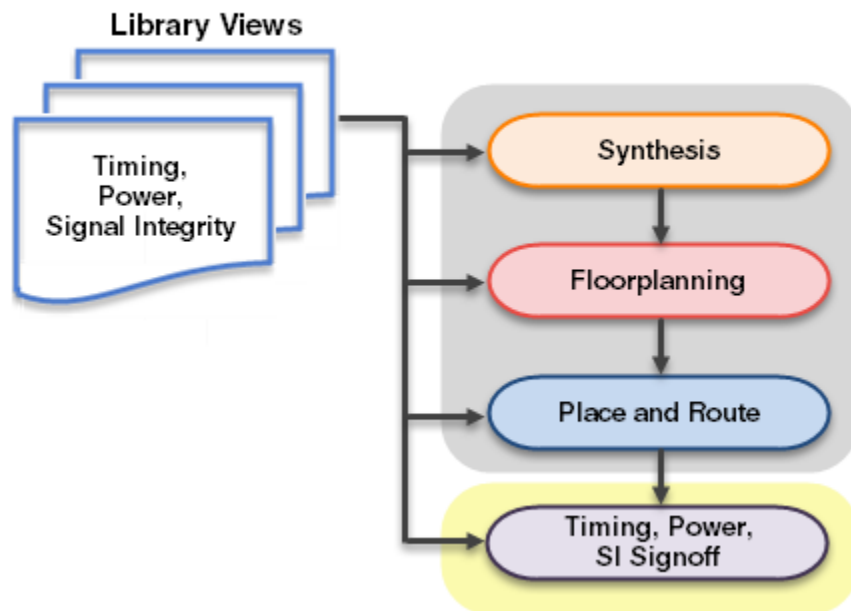 Library Views
Timing,
Power,
Signal Integrity
Synthesis
Floorplanning
Place and Route
Timing, Power,
SI Signoff